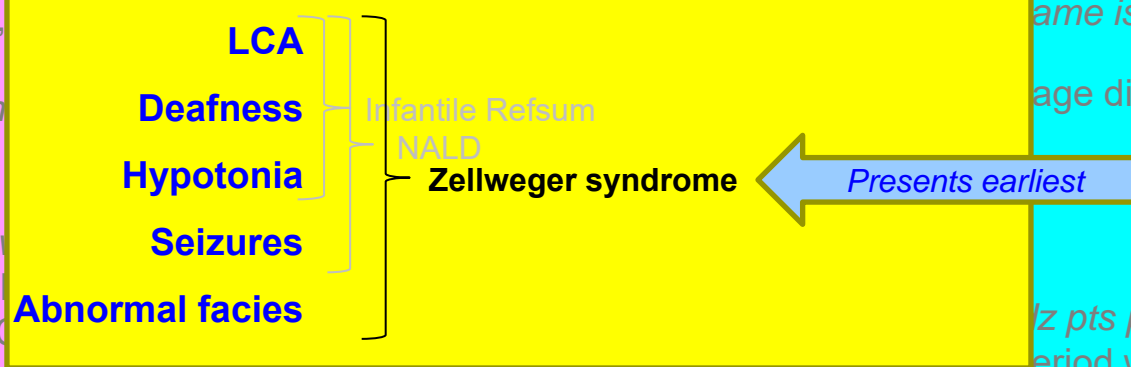 ame is
LCA
age di
Deafness
Infantile Refsum
NALD
Hypotonia
Zellweger syndrome
Presents earliest
Seizures
Abnormal facies
lz pts
eriod